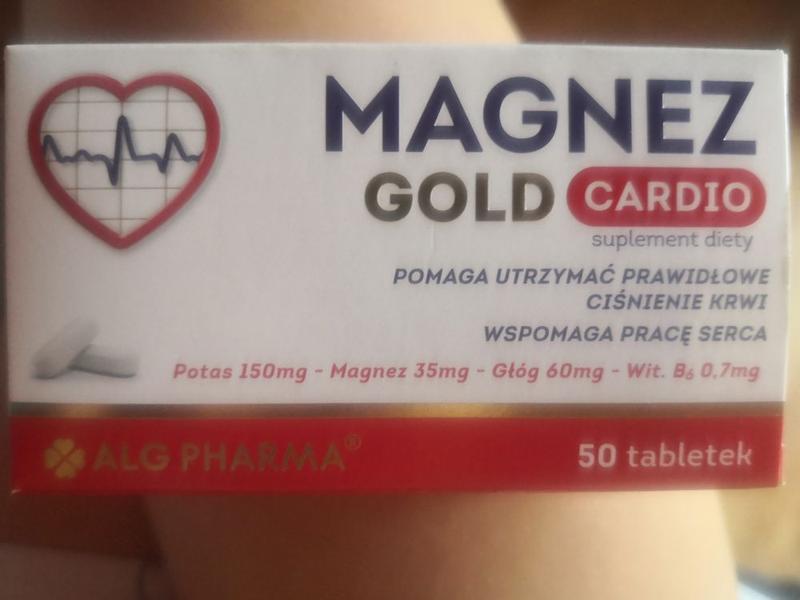 MAGNEZ
GOLD CARDIO
suplement diety
POMAGA UTRZYMAĆ PRAWIDŁOWE
CIŚNIENIE KRWI
WSPOMAGA PRACĘ SERCA
Potas 150mg - Magnez 35mg - Głóg 60mg - Wit. B₆ 0,7mg
ALG PHARMA® 50 tabletek